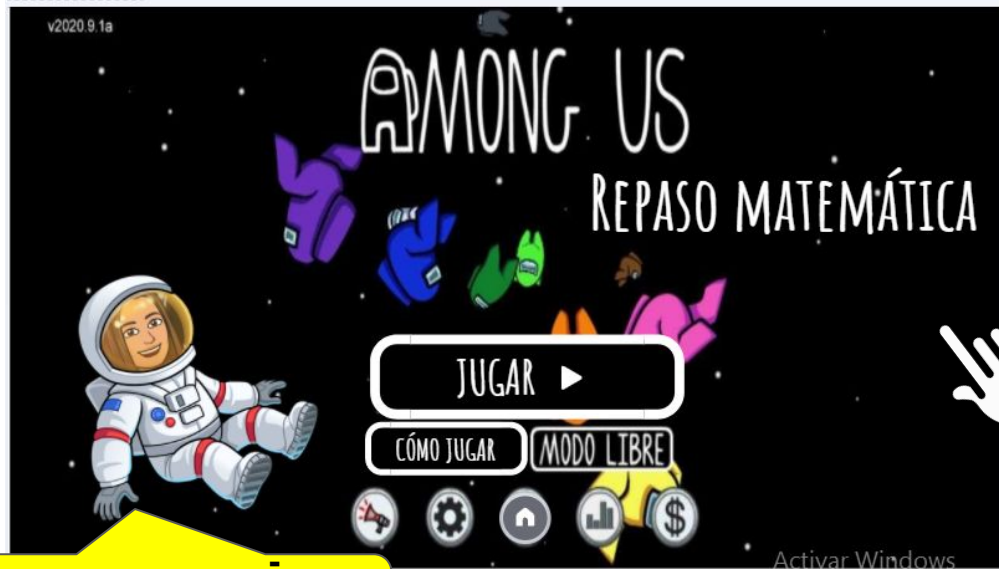 v2020.9.1a
AMONG US
REPASO MATEMÁTICA
JUGAR
CÓMO JUGAR
MODO LIBRE
$
Activar Windows